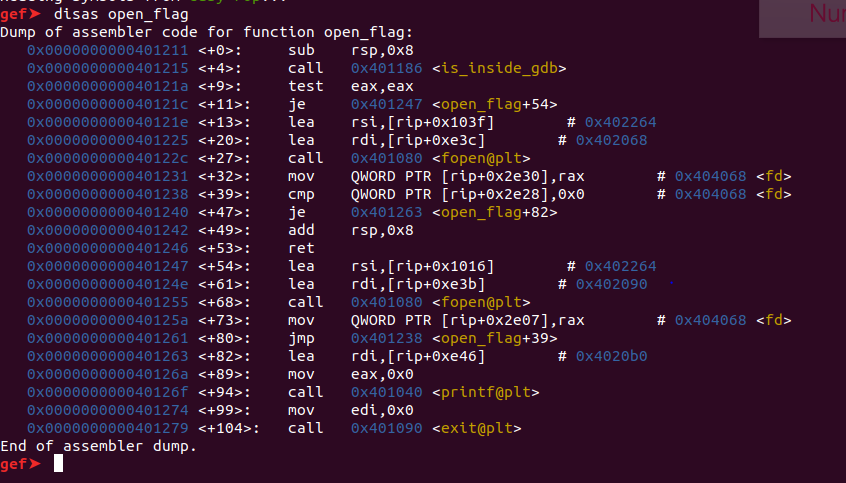 Num
gef➤  disas open_flag
Dump of assembler code for function open_flag:
   0x0000000000401211 <+0>:     sub    rsp,0x8
   0x0000000000401215 <+4>:     call   0x401186 <is_inside_gdb>
   0x000000000040121a <+9>:     test   eax,eax
   0x000000000040121c <+11>:    je     0x401247 <open_flag+54>
   0x000000000040121e <+13>:    lea    rsi,[rip+0x103f]        # 0x402264
   0x0000000000401225 <+20>:    lea    rdi,[rip+0xe3c]        # 0x402068
   0x000000000040122c <+27>:    call   0x401080 <fopen@plt>
   0x0000000000401231 <+32>:    mov    QWORD PTR [rip+0x2e30],rax        # 0x404068 <fd>
   0x0000000000401238 <+39>:    cmp    QWORD PTR [rip+0x2e28],0x0        # 0x404068 <fd>
   0x0000000000401240 <+47>:    je     0x401263 <open_flag+82>
   0x0000000000401242 <+49>:    add    rsp,0x8
   0x0000000000401246 <+53>:    ret
   0x0000000000401247 <+54>:    lea    rsi,[rip+0x1016]        # 0x402264
   0x000000000040124e <+61>:    lea    rdi,[rip+0xe3b]        # 0x402090
   0x0000000000401255 <+68>:    call   0x401080 <fopen@plt>
   0x000000000040125a <+73>:    mov    QWORD PTR [rip+0x2e07],rax        # 0x404068 <fd>
   0x0000000000401261 <+80>:    jmp    0x401238 <open_flag+39>
   0x0000000000401263 <+82>:    lea    rdi,[rip+0xe46]        # 0x4020b0
   0x000000000040126a <+89>:    mov    eax,0x0
   0x000000000040126f <+94>:    call   0x401040 <printf@plt>
   0x0000000000401274 <+99>:    mov    edi,0x0
   0x0000000000401279 <+104>:   call   0x401090 <exit@plt>
End of assembler dump.
gef➤